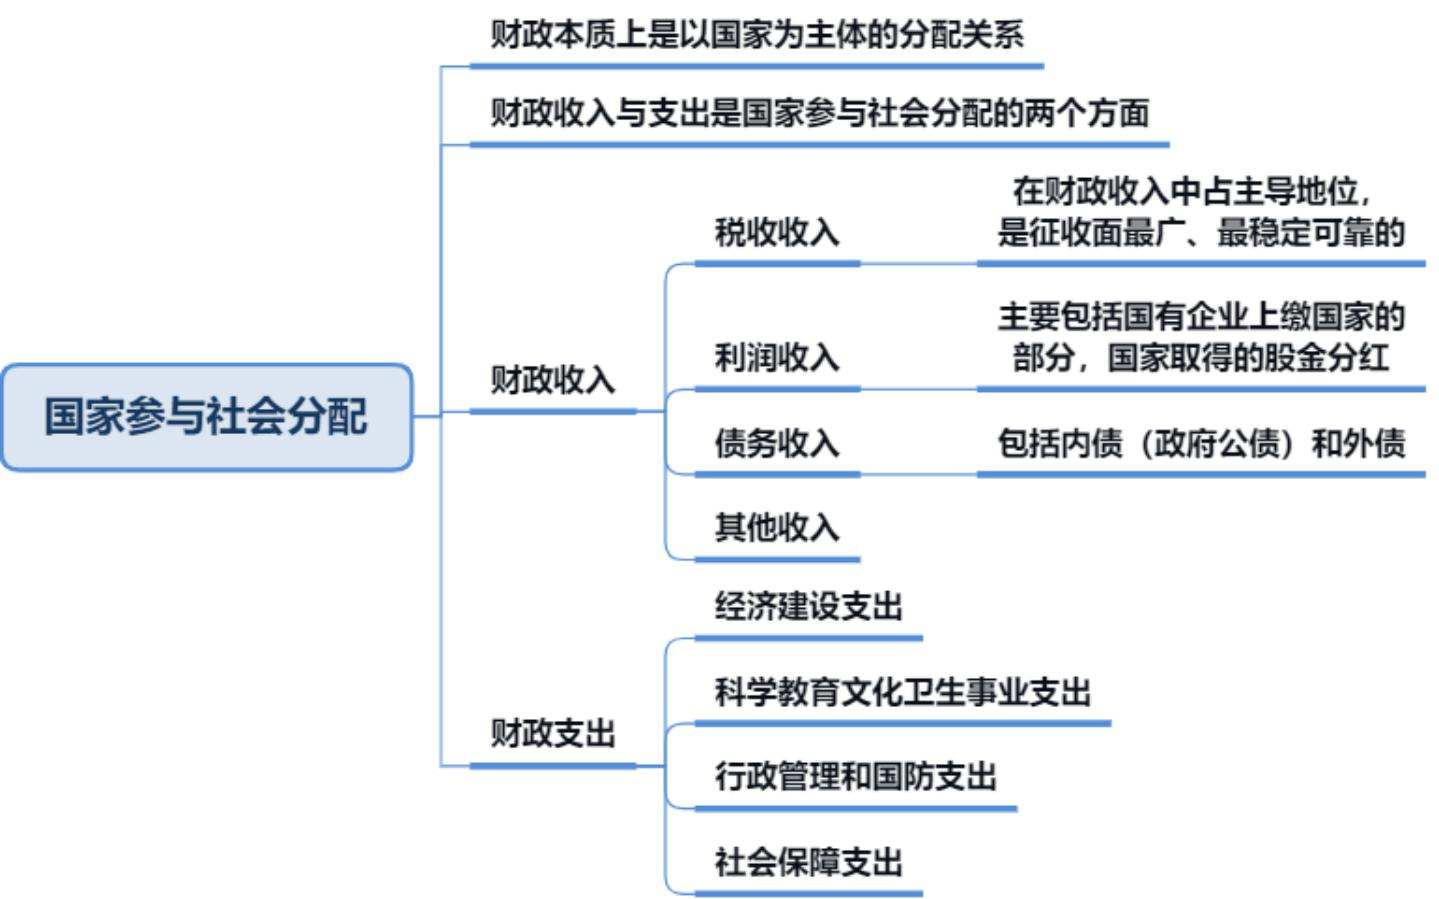 财政本质上是以国家为主体的分配关系
财政收入与支出是国家参与社会分配的两个方面
在财政收入中占主导地位，
税收收入
是征收面最广、最稳定可靠的
主要包括国有企业上缴国家的
利润收入
部分，国家取得的股金分红
财政收入
国家参与社会分配
债务收入
包括内债（政府公债）和外债
其他收入
经济建设支出
科学教育文化卫生事业支出
财政支出
行政管理和国防支出
社会保障支出